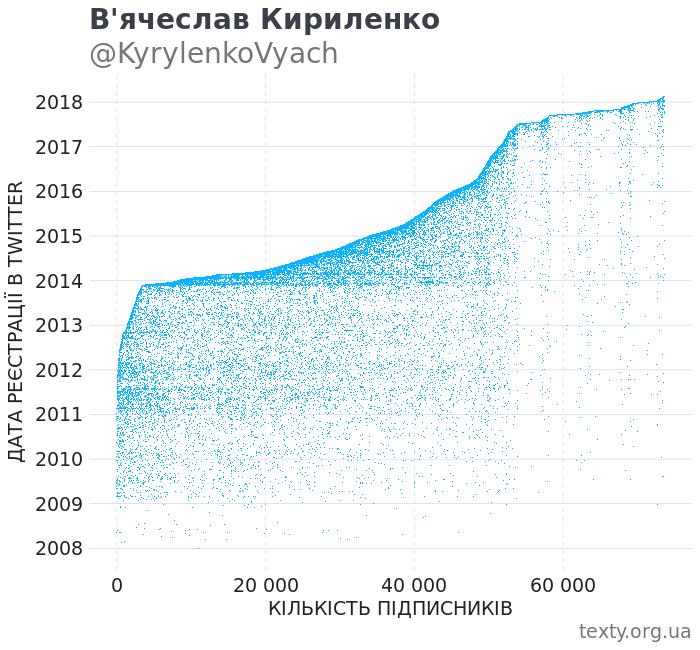 В'ячеслав Кириленко
@KyrylenkoVyach
ДАТА РЕЄСТРАЦІЇ В TWITTER
2018
2017
2016
2015
2014
2013
2012
2011
2010
2009
2008
0 20 000 40 000 60 000
КІЛЬКІСТЬ ПІДПИСНИКІВ
texty.org.ua